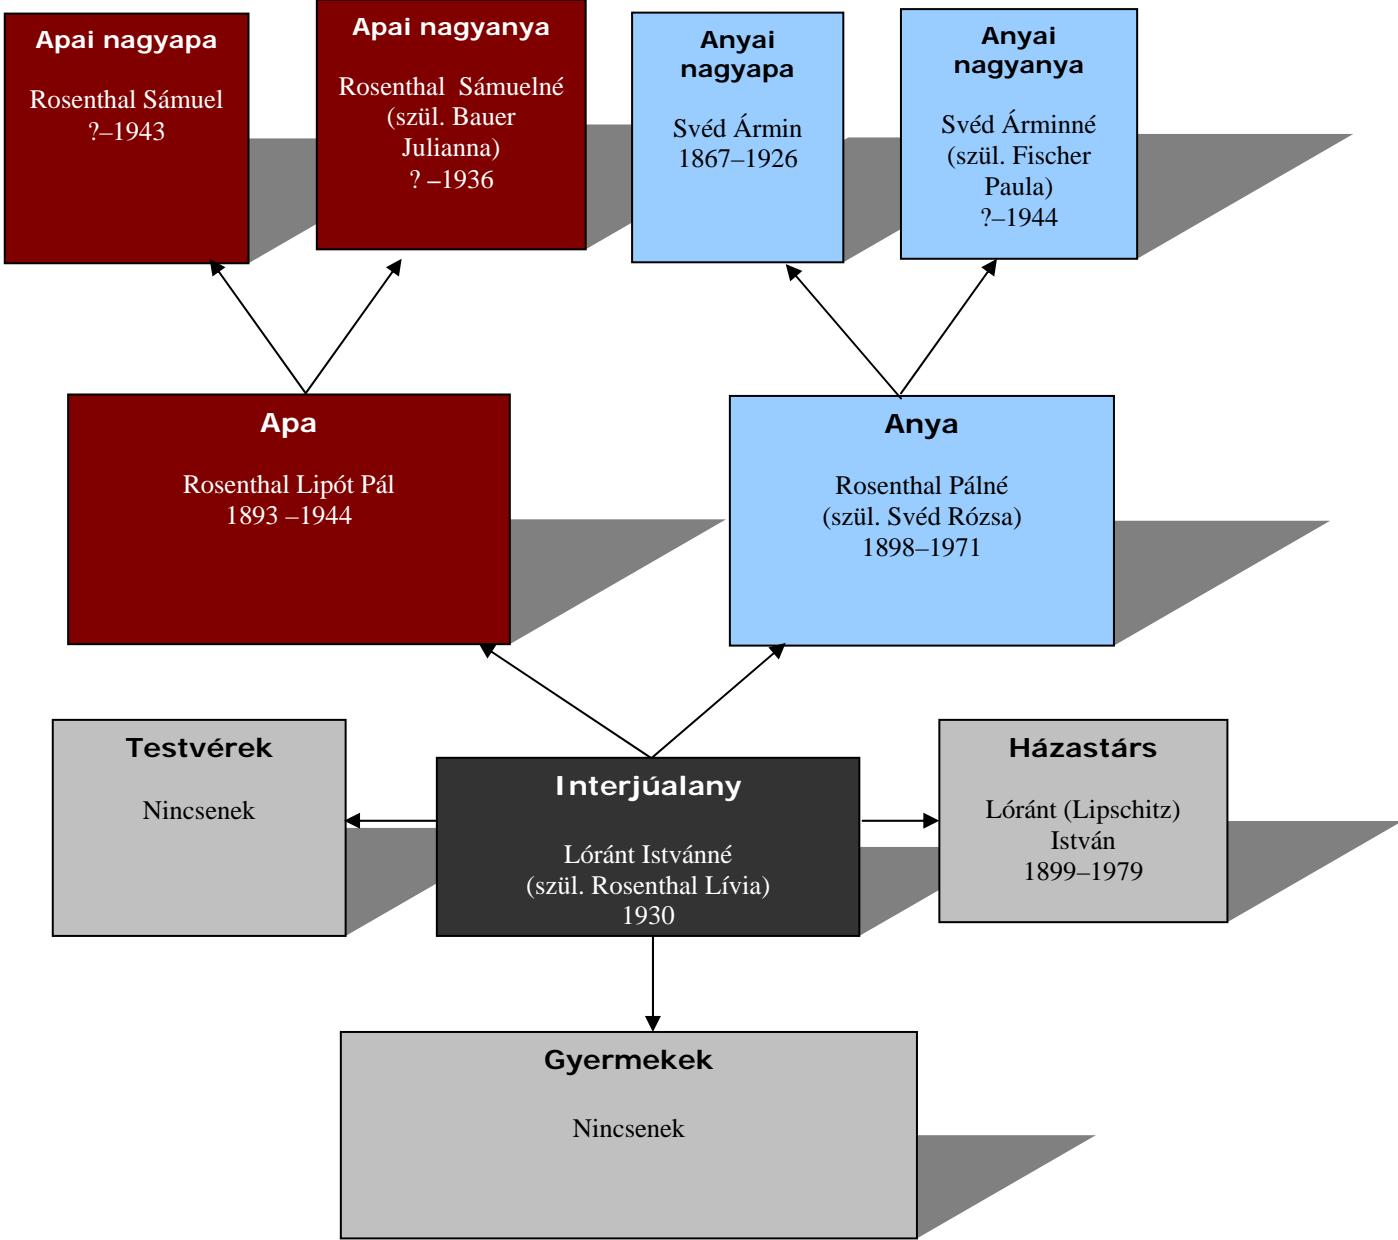 Apai nagyapa
Rosenthal Sámuel
?–1943
Apai nagyanya
Rosenthal Sámuelné
(szül. Bauer
Julianna)
? –1936
Anyai
nagyapa
Svéd Ármin
1867–1926
Anyai
nagyanya
Svéd Árminné
(szül. Fischer
Paula)
?–1944
Apa
Rosenthal Lipót Pál
1893 –1944
Anya
Rosenthal Pálné
(szül. Svéd Rózsa)
1898–1971
Testvérek
Nincsenek
Interjúalany
Lóránt Istvánné
(szül. Rosenthal Lívia)
1930
Házastárs
Lóránt (Lipschitz)
István
1899–1979
Gyermekek
Nincsenek